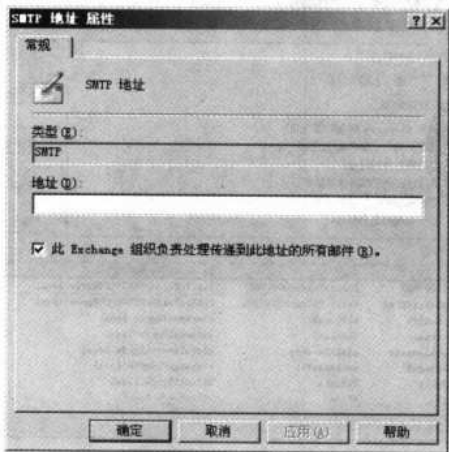 SMTP 地址 属性
常规
SMTP 地址
类型(E):
SMTP
地址(D):
此 Exchange 组织负责处理传递到此地址的所有邮件(R)。
确定
取消
应用(A)
帮助